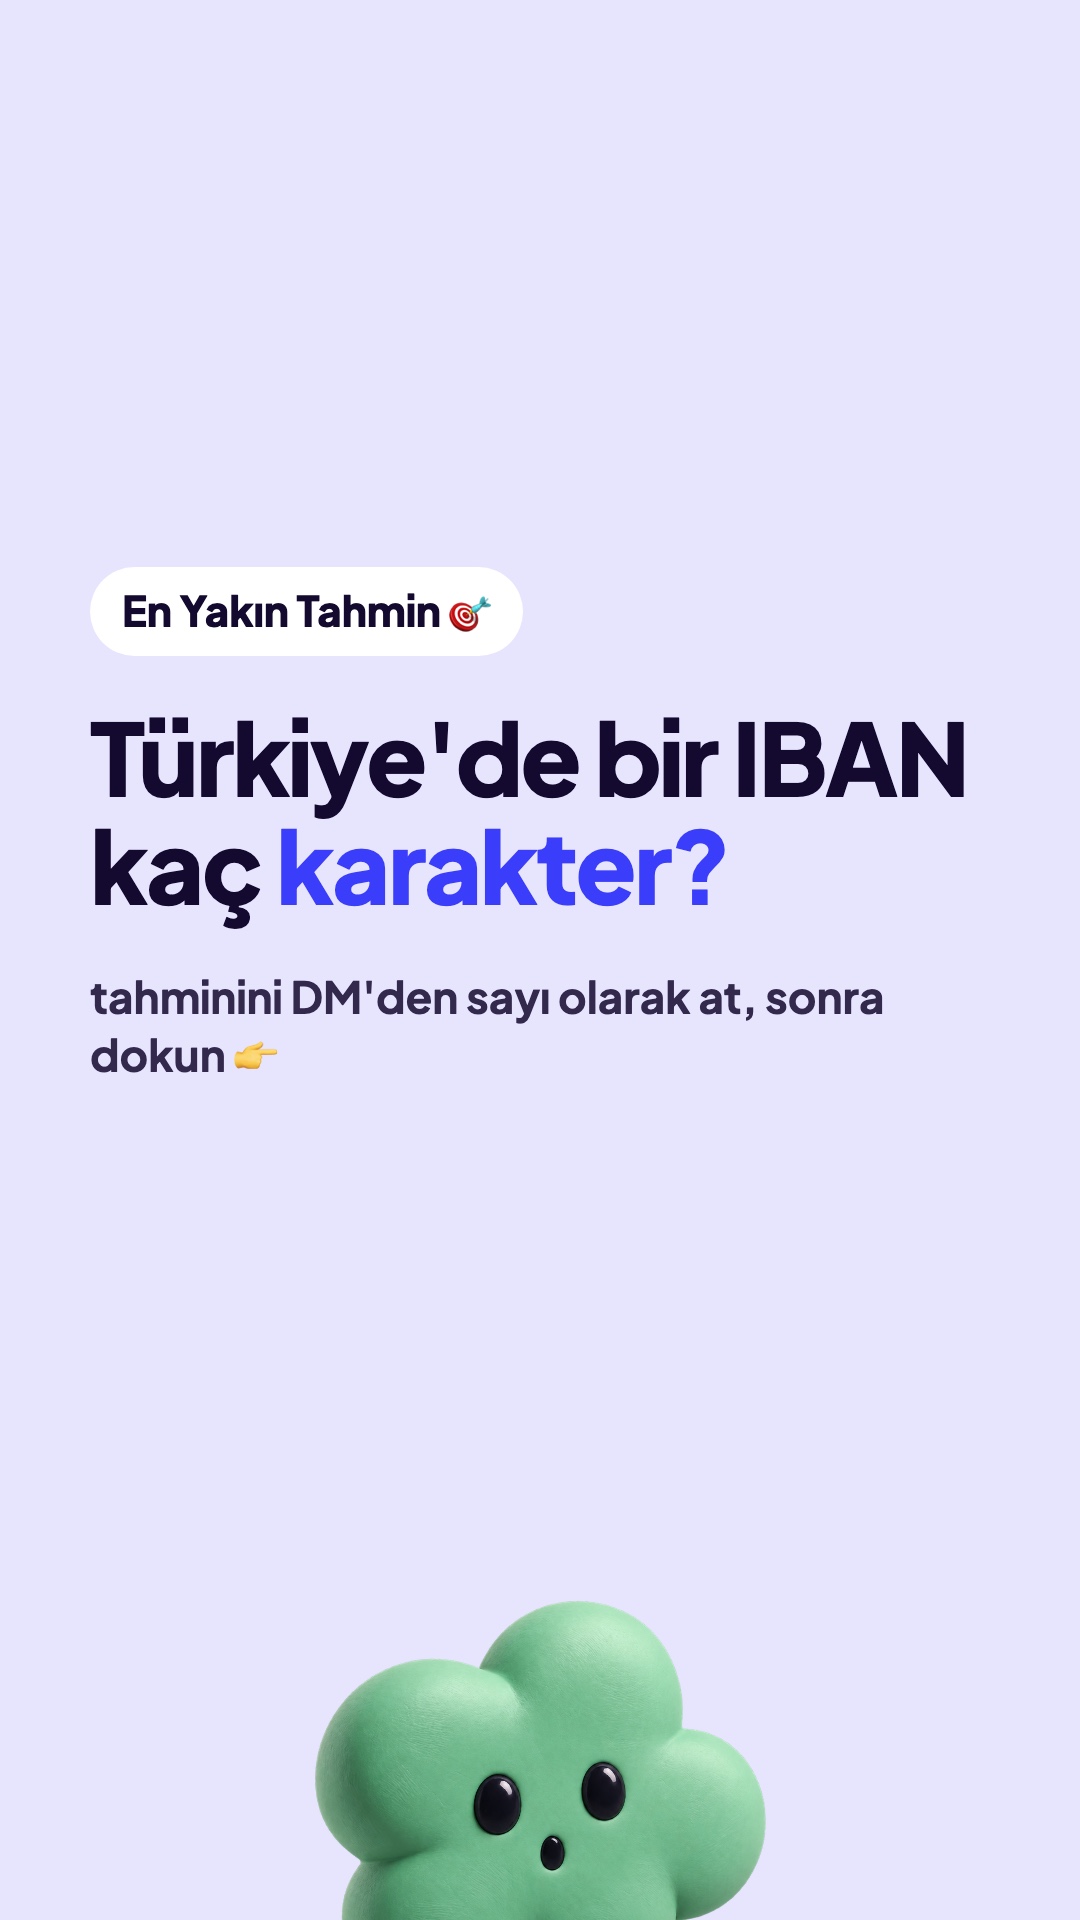 En Yakın Tahmin 🎯
Türkiye'de bir IBAN
kaç karakter?
tahminini DM'den sayı olarak at, sonra
dokun 👉